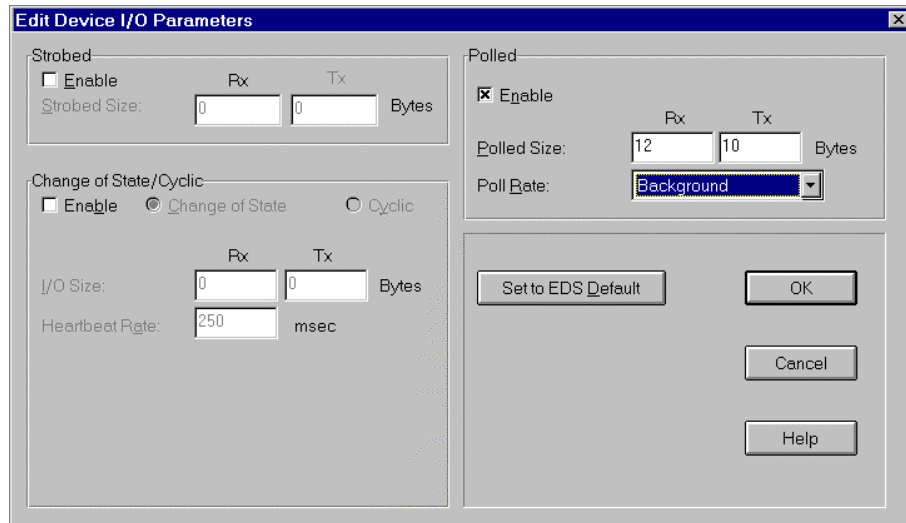 Edit Device I/O Parameters
Strobed
Enable
Rx Tx
Strobed Size: 0 0 Bytes
Change of State/Cyclic
Enable Change of State Cyclic
Rx Tx
I/O Size: 0 0 Bytes
Heartbeat Rate: 250 msec
Polled
Enable
Rx Tx
Polled Size: 12 10 Bytes
Poll Rate: Background
Set to EDS Default
OK
Cancel
Help